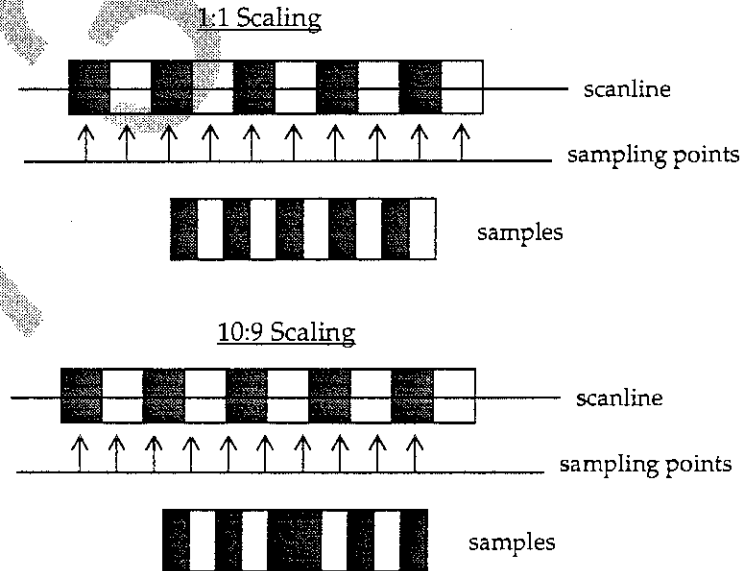 1:1 Scaling
scanline
sampling points
samples
10:9 Scaling
scanline
sampling points
samples